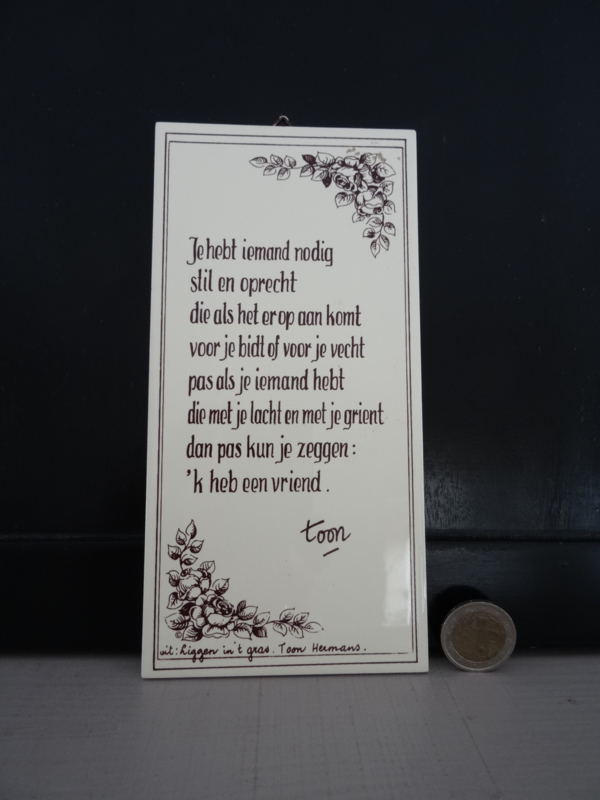 Je hebt iemand nodig
stil en oprecht
die als het er op aan komt
voor je bidt of voor je vecht
pas als je iemand hebt
die met je lacht en met je grient
dan pas kun je zeggen:
'k heb een vriend.
toon
uit: Liggen in 't gras. Toon Hermans.